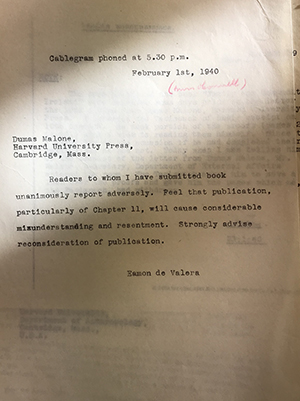 Cablegram phoned at 5.30 p.m.
February 1st, 1940
Dumas Malone,
Harvard University Press,
Cambridge, Mass.
Readers to whom I have submitted book
unanimously report adversely. Feel that publication,
particularly of Chapter 11, will cause considerable
misunderstanding and resentment. Strongly advise
reconsideration of publication.
Eamon de Valera